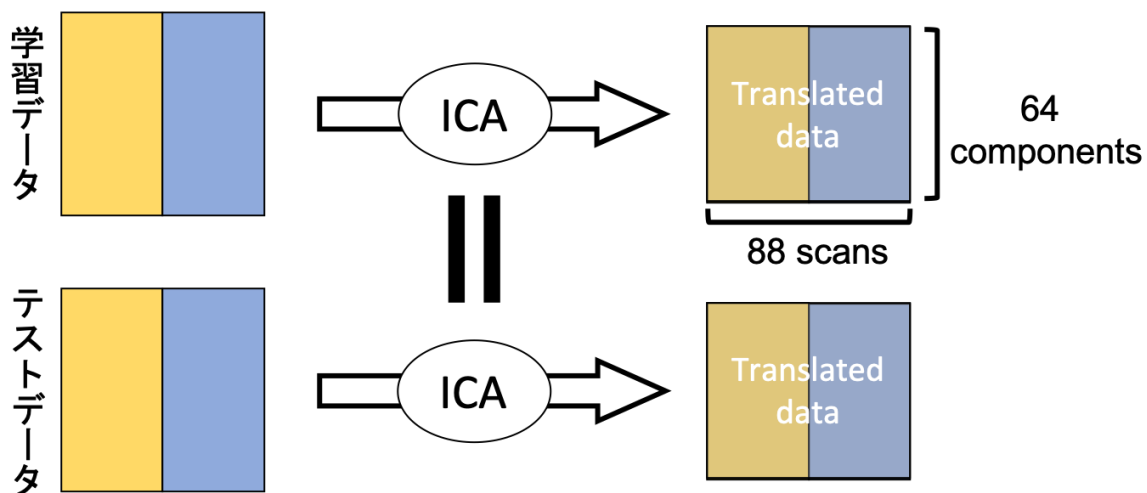 学習データ
ICA
Translated
data
64
components
88 scans
テストデータ
ICA
Translated
data